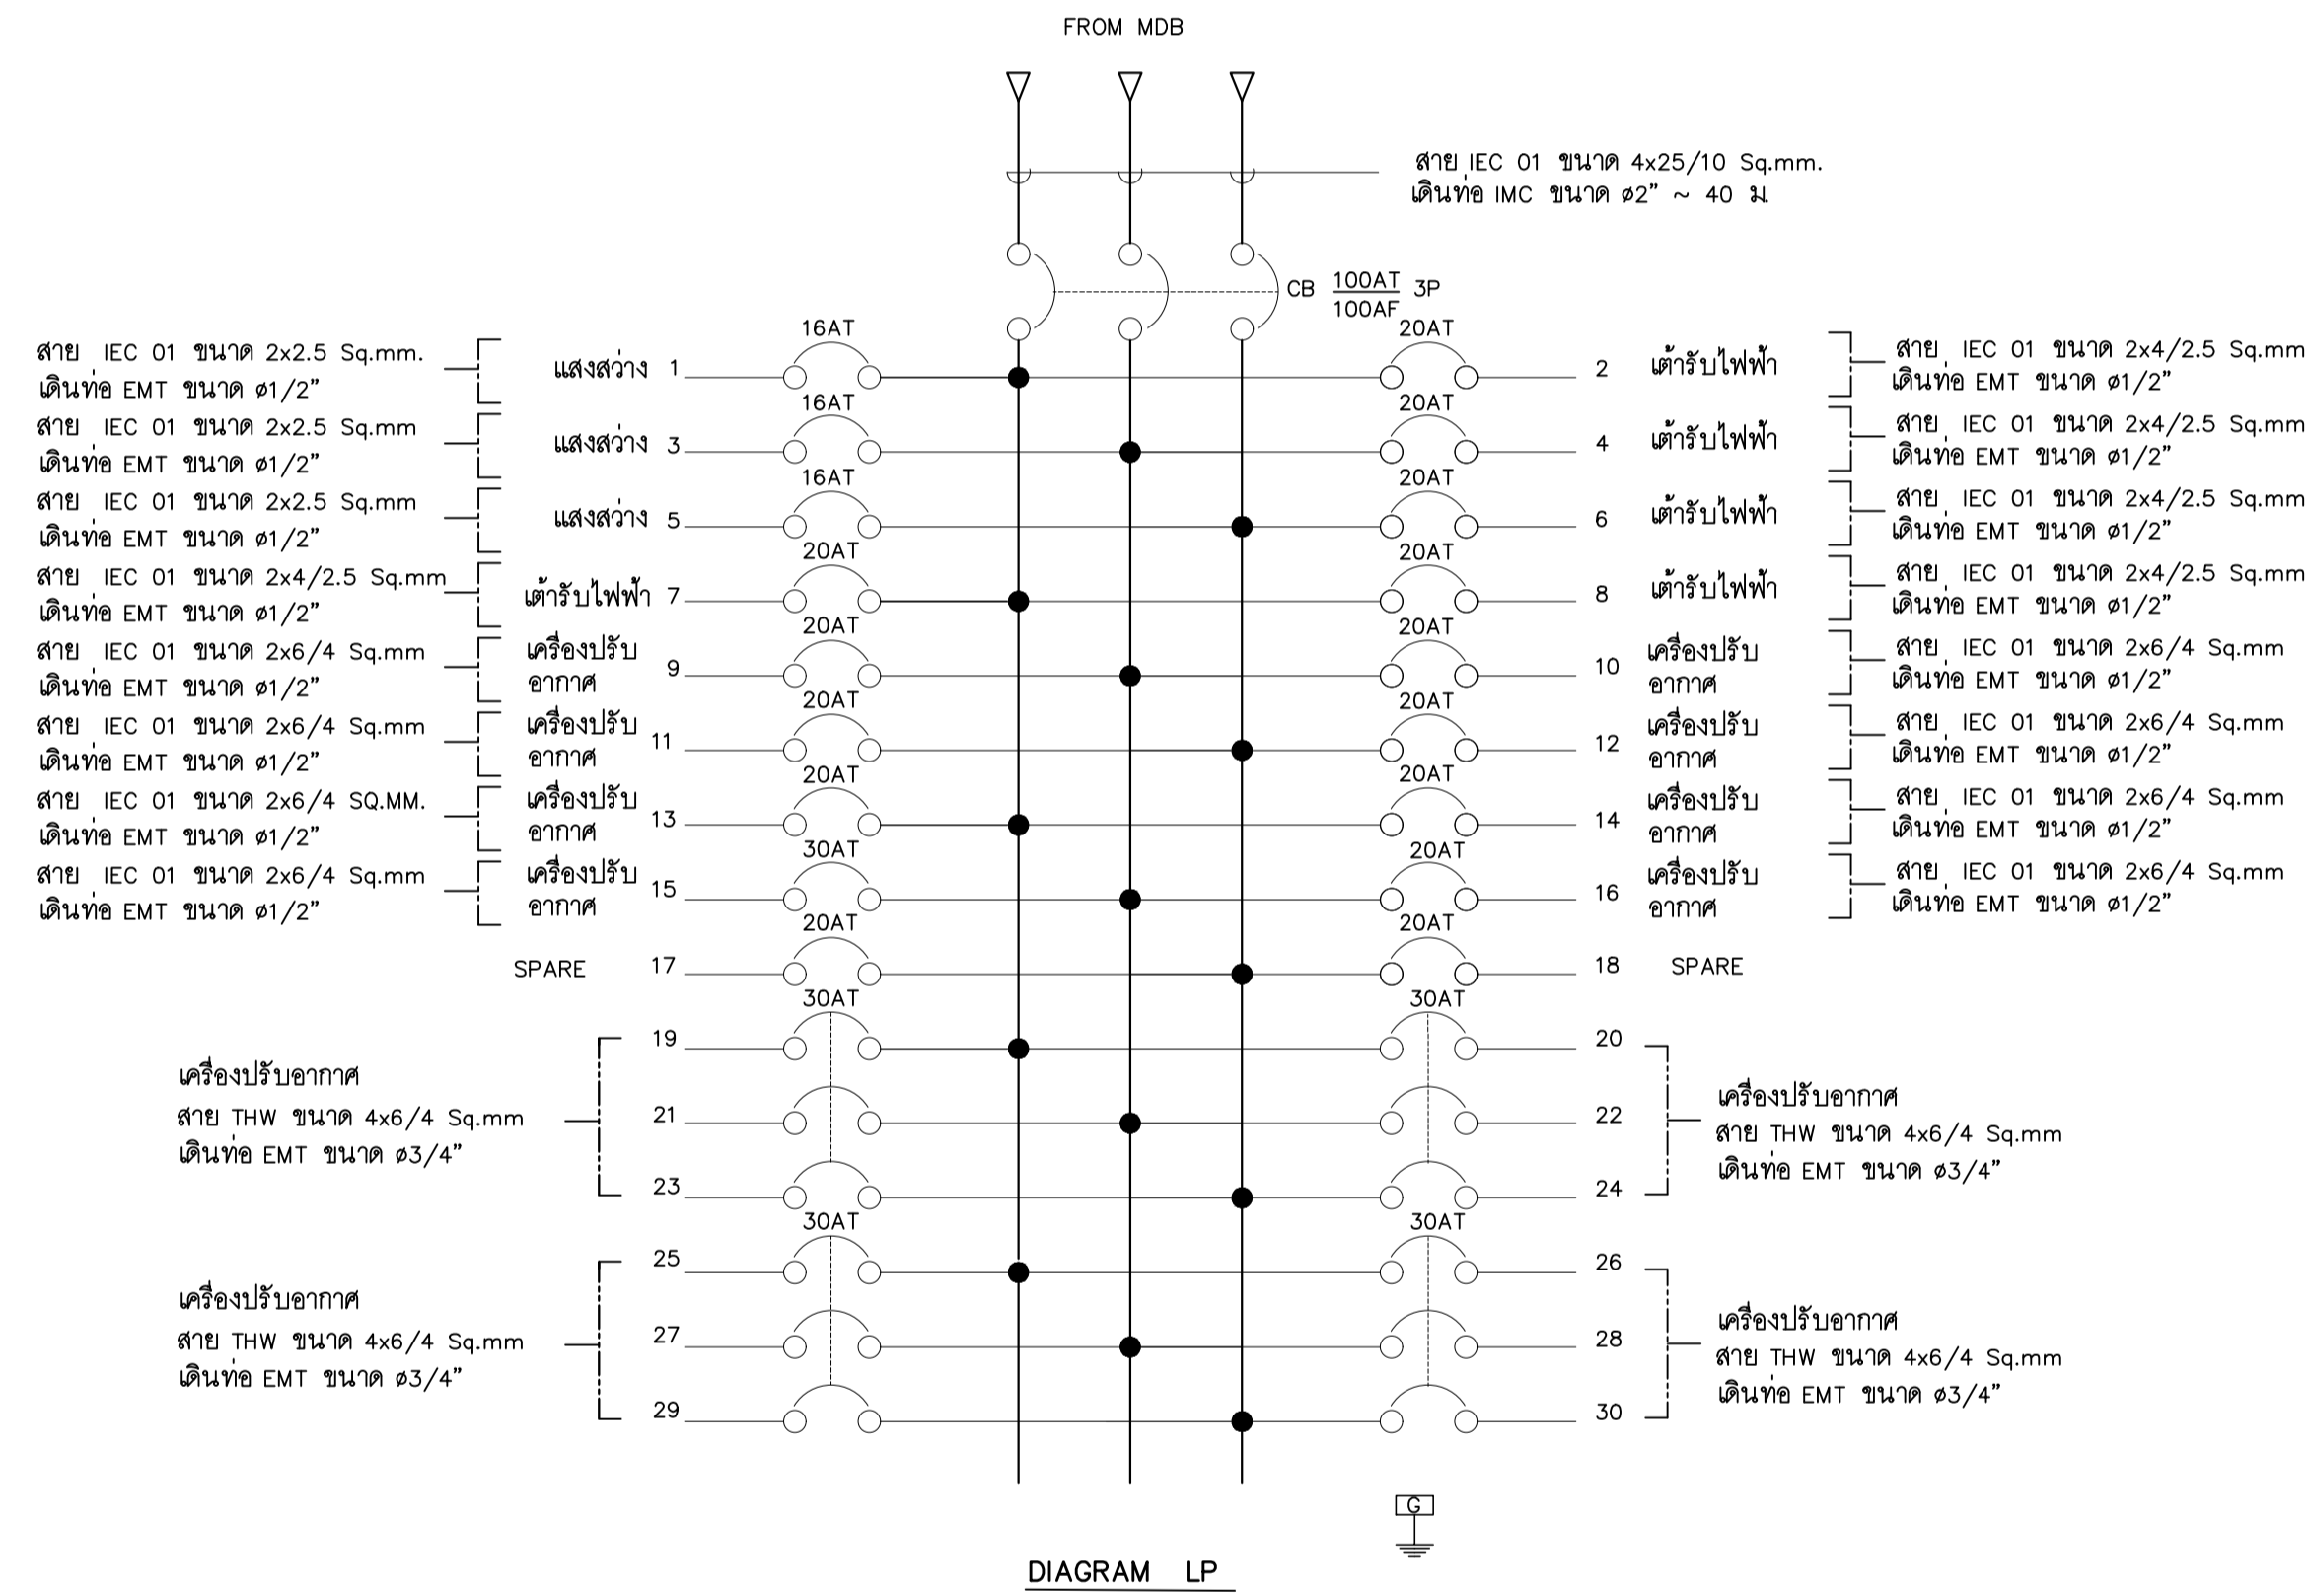 FROM MDB
สาย IEC 01 ขนาด 4x25/10 Sq.mm.
เดินท่อ IMC ขนาด ø2" ~ 40 ม.
CB 100AT 3P
100AF
16AT
20AT
สาย IEC 01 ขนาด 2x2.5 Sq.mm.
เดินท่อ EMT ขนาด ø1/2"
แสงสว่าง 1
2 เต้ารับไฟฟ้า
สาย IEC 01 ขนาด 2x4/2.5 Sq.mm
เดินท่อ EMT ขนาด ø1/2"
16AT
20AT
สาย IEC 01 ขนาด 2x2.5 Sq.mm
เดินท่อ EMT ขนาด ø1/2"
แสงสว่าง 3
4 เต้ารับไฟฟ้า
สาย IEC 01 ขนาด 2x4/2.5 Sq.mm
เดินท่อ EMT ขนาด ø1/2"
16AT
20AT
สาย IEC 01 ขนาด 2x2.5 Sq.mm
เดินท่อ EMT ขนาด ø1/2"
แสงสว่าง 5
6 เต้ารับไฟฟ้า
สาย IEC 01 ขนาด 2x4/2.5 Sq.mm
เดินท่อ EMT ขนาด ø1/2"
20AT
20AT
สาย IEC 01 ขนาด 2x4/2.5 Sq.mm
เดินท่อ EMT ขนาด ø1/2"
เต้ารับไฟฟ้า 7
8 เต้ารับไฟฟ้า
สาย IEC 01 ขนาด 2x4/2.5 Sq.mm
เดินท่อ EMT ขนาด ø1/2"
20AT
20AT
สาย IEC 01 ขนาด 2x6/4 Sq.mm
เดินท่อ EMT ขนาด ø1/2"
เครื่องปรับ
อากาศ
9
10
เครื่องปรับ
อากาศ
สาย IEC 01 ขนาด 2x6/4 Sq.mm
เดินท่อ EMT ขนาด ø1/2"
20AT
20AT
สาย IEC 01 ขนาด 2x6/4 Sq.mm
เดินท่อ EMT ขนาด ø1/2"
เครื่องปรับ
อากาศ
11
12
เครื่องปรับ
อากาศ
สาย IEC 01 ขนาด 2x6/4 Sq.mm
เดินท่อ EMT ขนาด ø1/2"
20AT
20AT
สาย IEC 01 ขนาด 2x6/4 SQ.MM.
เดินท่อ EMT ขนาด ø1/2"
เครื่องปรับ
อากาศ
13
14
เครื่องปรับ
อากาศ
สาย IEC 01 ขนาด 2x6/4 Sq.mm
เดินท่อ EMT ขนาด ø1/2"
30AT
20AT
สาย IEC 01 ขนาด 2x6/4 Sq.mm
เดินท่อ EMT ขนาด ø1/2"
เครื่องปรับ
อากาศ
15
16
เครื่องปรับ
อากาศ
สาย IEC 01 ขนาด 2x6/4 Sq.mm
เดินท่อ EMT ขนาด ø1/2"
20AT
20AT
SPARE 17
18 SPARE
30AT
30AT
19
20
21
22
23
24
เครื่องปรับอากาศ
สาย THW ขนาด 4x6/4 Sq.mm
เดินท่อ EMT ขนาด ø3/4"
เครื่องปรับอากาศ
สาย THW ขนาด 4x6/4 Sq.mm
เดินท่อ EMT ขนาด ø3/4"
30AT
30AT
25
26
27
28
29
30
เครื่องปรับอากาศ
สาย THW ขนาด 4x6/4 Sq.mm
เดินท่อ EMT ขนาด ø3/4"
เครื่องปรับอากาศ
สาย THW ขนาด 4x6/4 Sq.mm
เดินท่อ EMT ขนาด ø3/4"
G
DIAGRAM LP